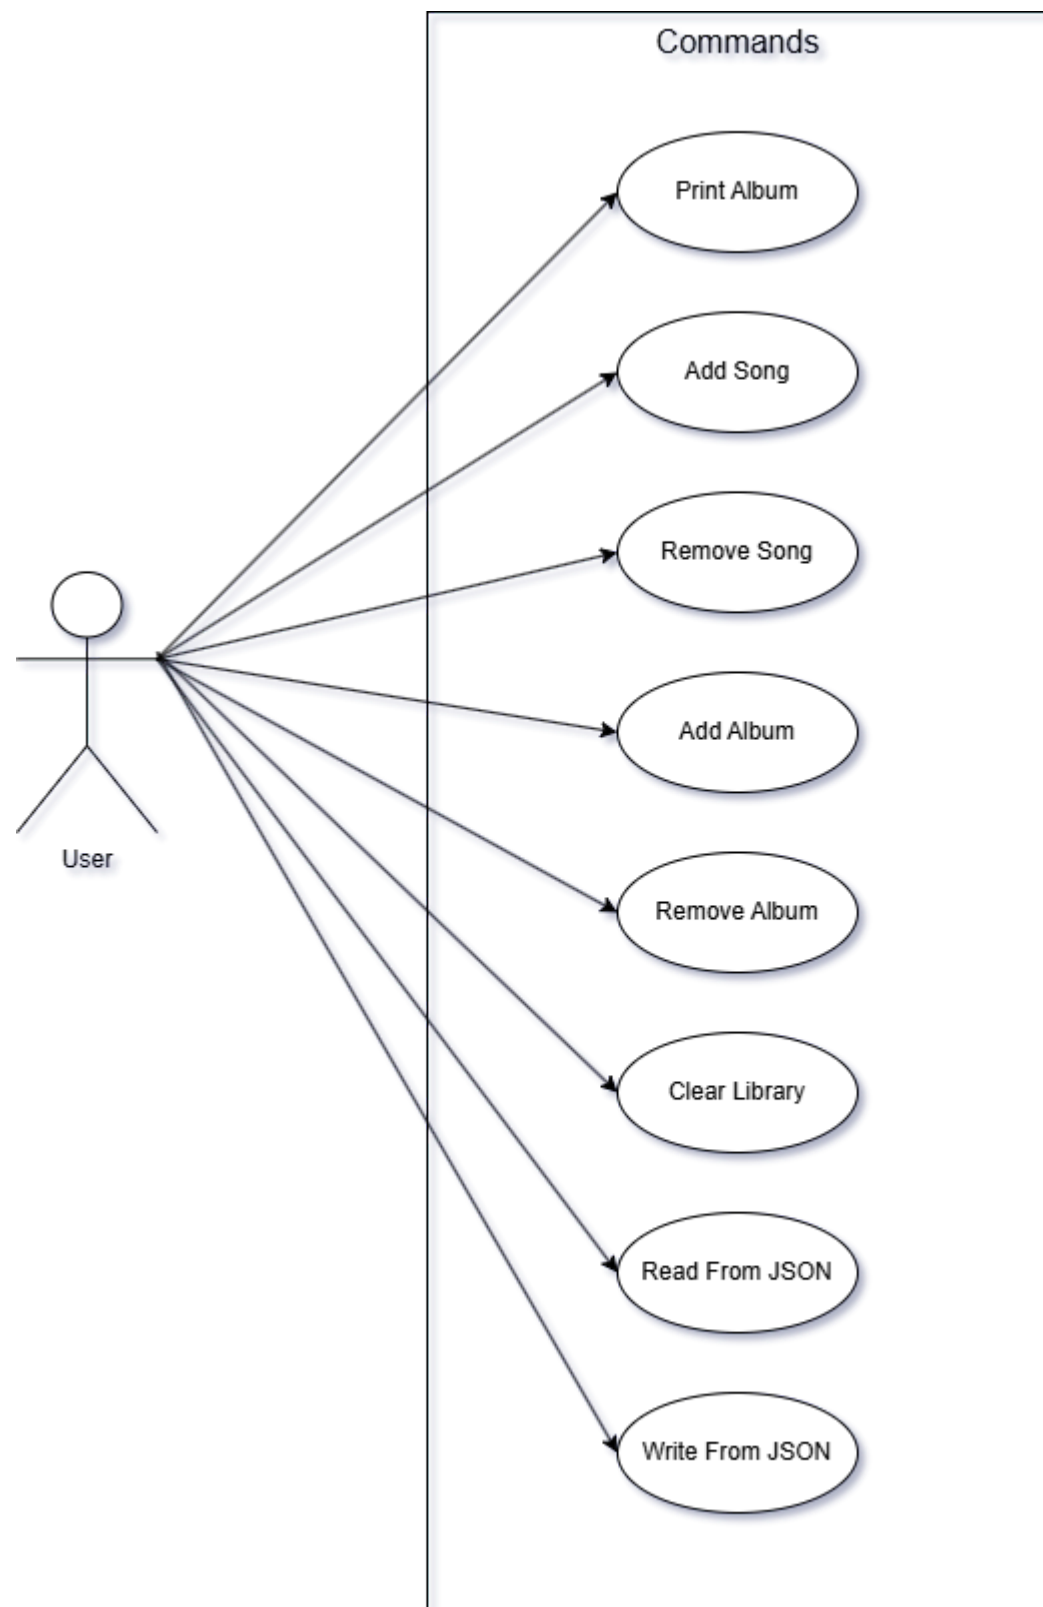 Commands
Print Album
Add Song
Remove Song
Add Album
User
Remove Album
Clear Library
Read From JSON
Write From JSON